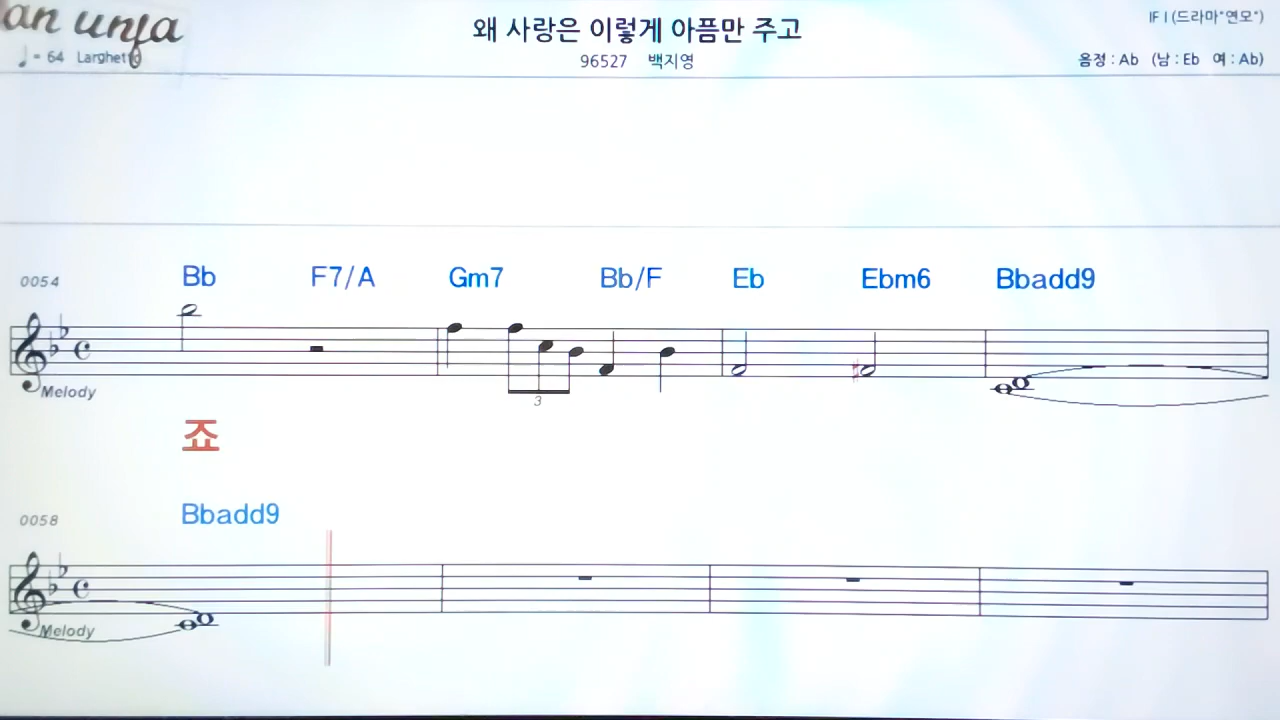 an unfa
왜 사랑은 이렇게 아픔만 주고
IF I (드라마"연모")
♩ = 64 Larghetto
96527 백지영
음정 : Ab (남 : Eb 여 : Ab)
0054 Bb F7/A Gm7 Bb/F Eb Ebm6 Bbadd9
Melody
3
죠
0058 Bbadd9
Melody